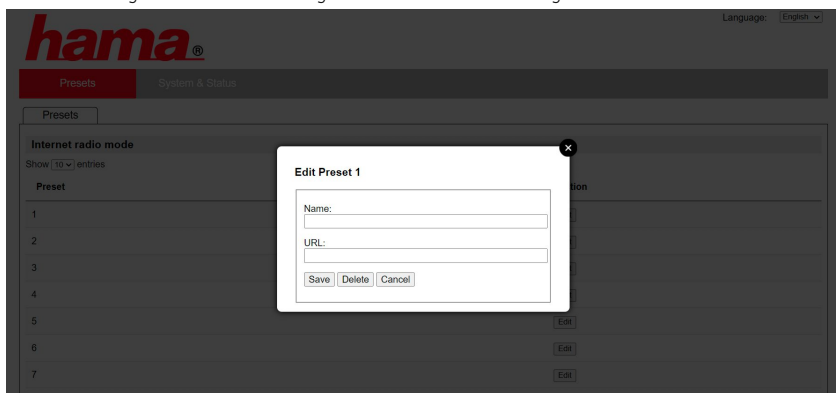 Language: English
hama®
Presets System & Status
Presets
Internet radio mode
Show 10 entries
Preset
1
2
3
4
5 Edit
6 Edit
7 Edit
Edit Preset 1
Name:
URL:
Save Delete Cancel